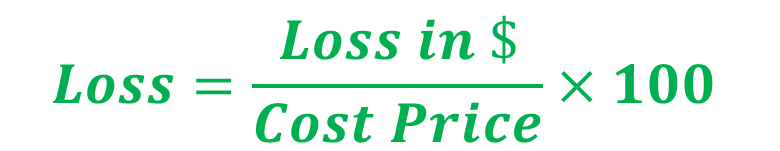 Loss = Loss in $ / Cost Price × 100